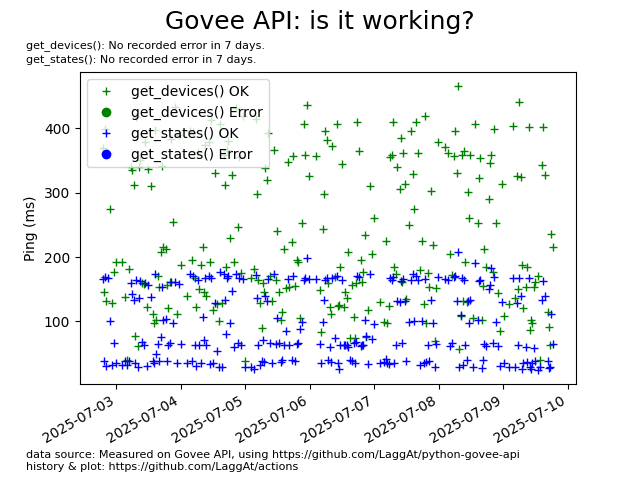 Govee API: is it working?
get_devices(): No recorded error in 7 days.
get_states(): No recorded error in 7 days.
get_devices() OK
get_devices() Error
get_states() OK
get_states() Error
Ping (ms)
400
300
200
100
2025-07-03
2025-07-04
2025-07-05
2025-07-06
2025-07-07
2025-07-08
2025-07-09
2025-07-10
data source: Measured on Govee API, using https://github.com/LaggAt/python-govee-api
history & plot: https://github.com/LaggAt/actions